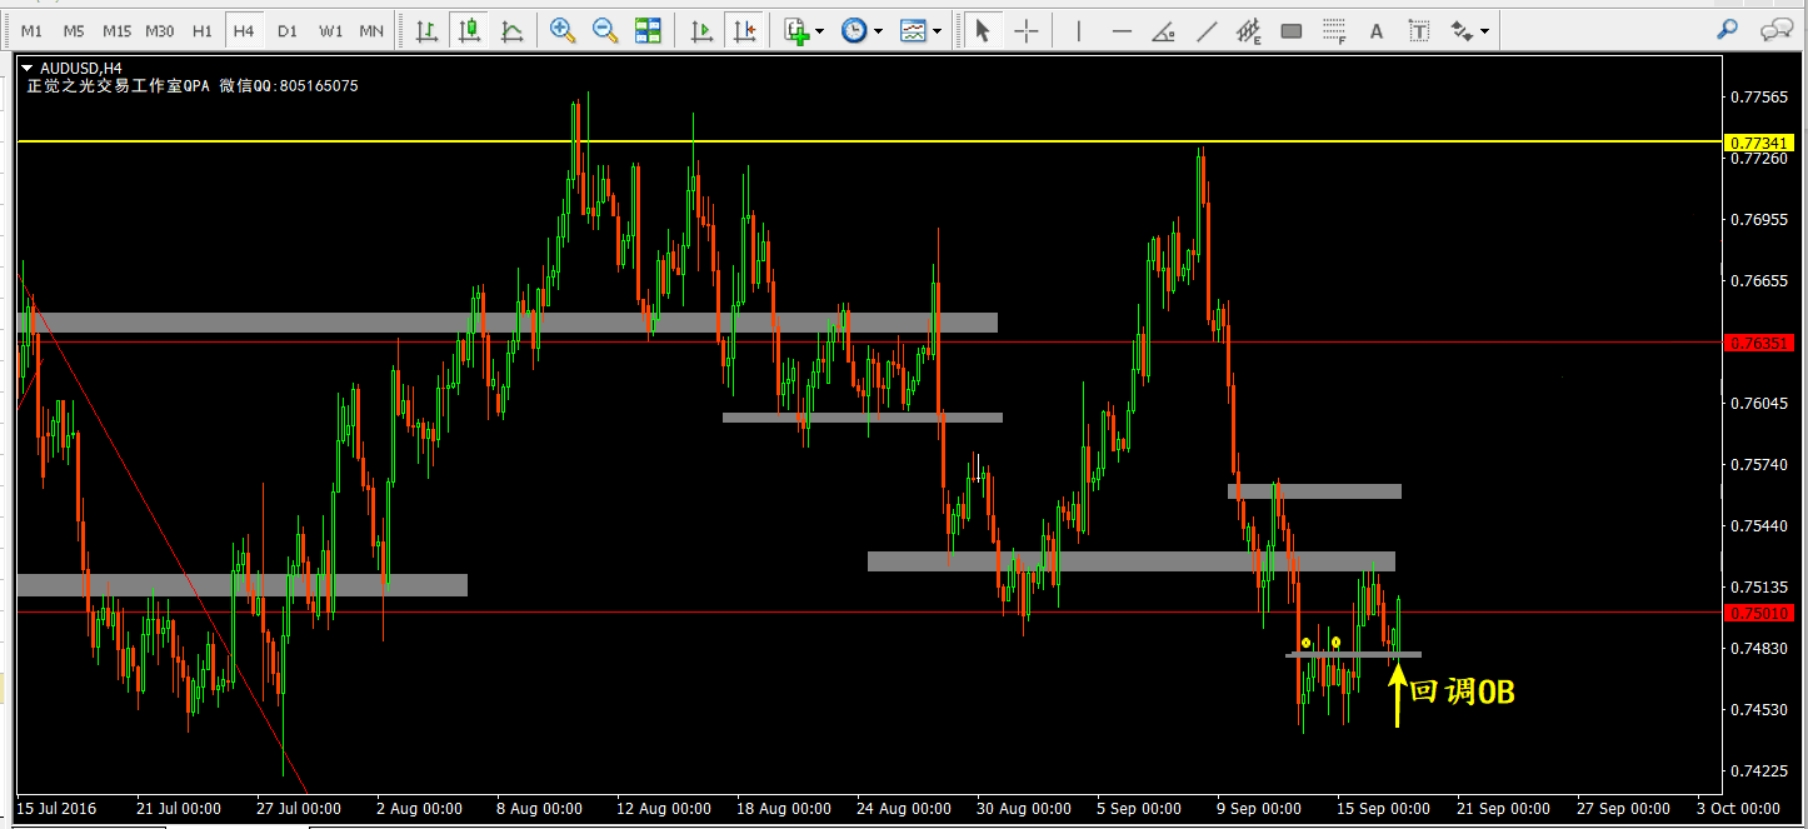 M1 M5 M15 M30 H1 H4 D1 W1 MN E F A T
AUDUSD,H4
正觉之光交易工作室QPA 微信QQ:805165075
0.77565
0.77341
0.77260
0.76955
0.76655
0.76351
0.76045
0.75740
0.75440
0.75135
0.75010
0.74830
回调OB
0.74530
0.74225
15 Jul 2016 21 Jul 00:00 27 Jul 00:00 2 Aug 00:00 8 Aug 00:00 12 Aug 00:00 18 Aug 00:00 24 Aug 00:00 30 Aug 00:00 5 Sep 00:00 9 Sep 00:00 15 Sep 00:00 21 Sep 00:00 27 Sep 00:00 3 Oct 00:00